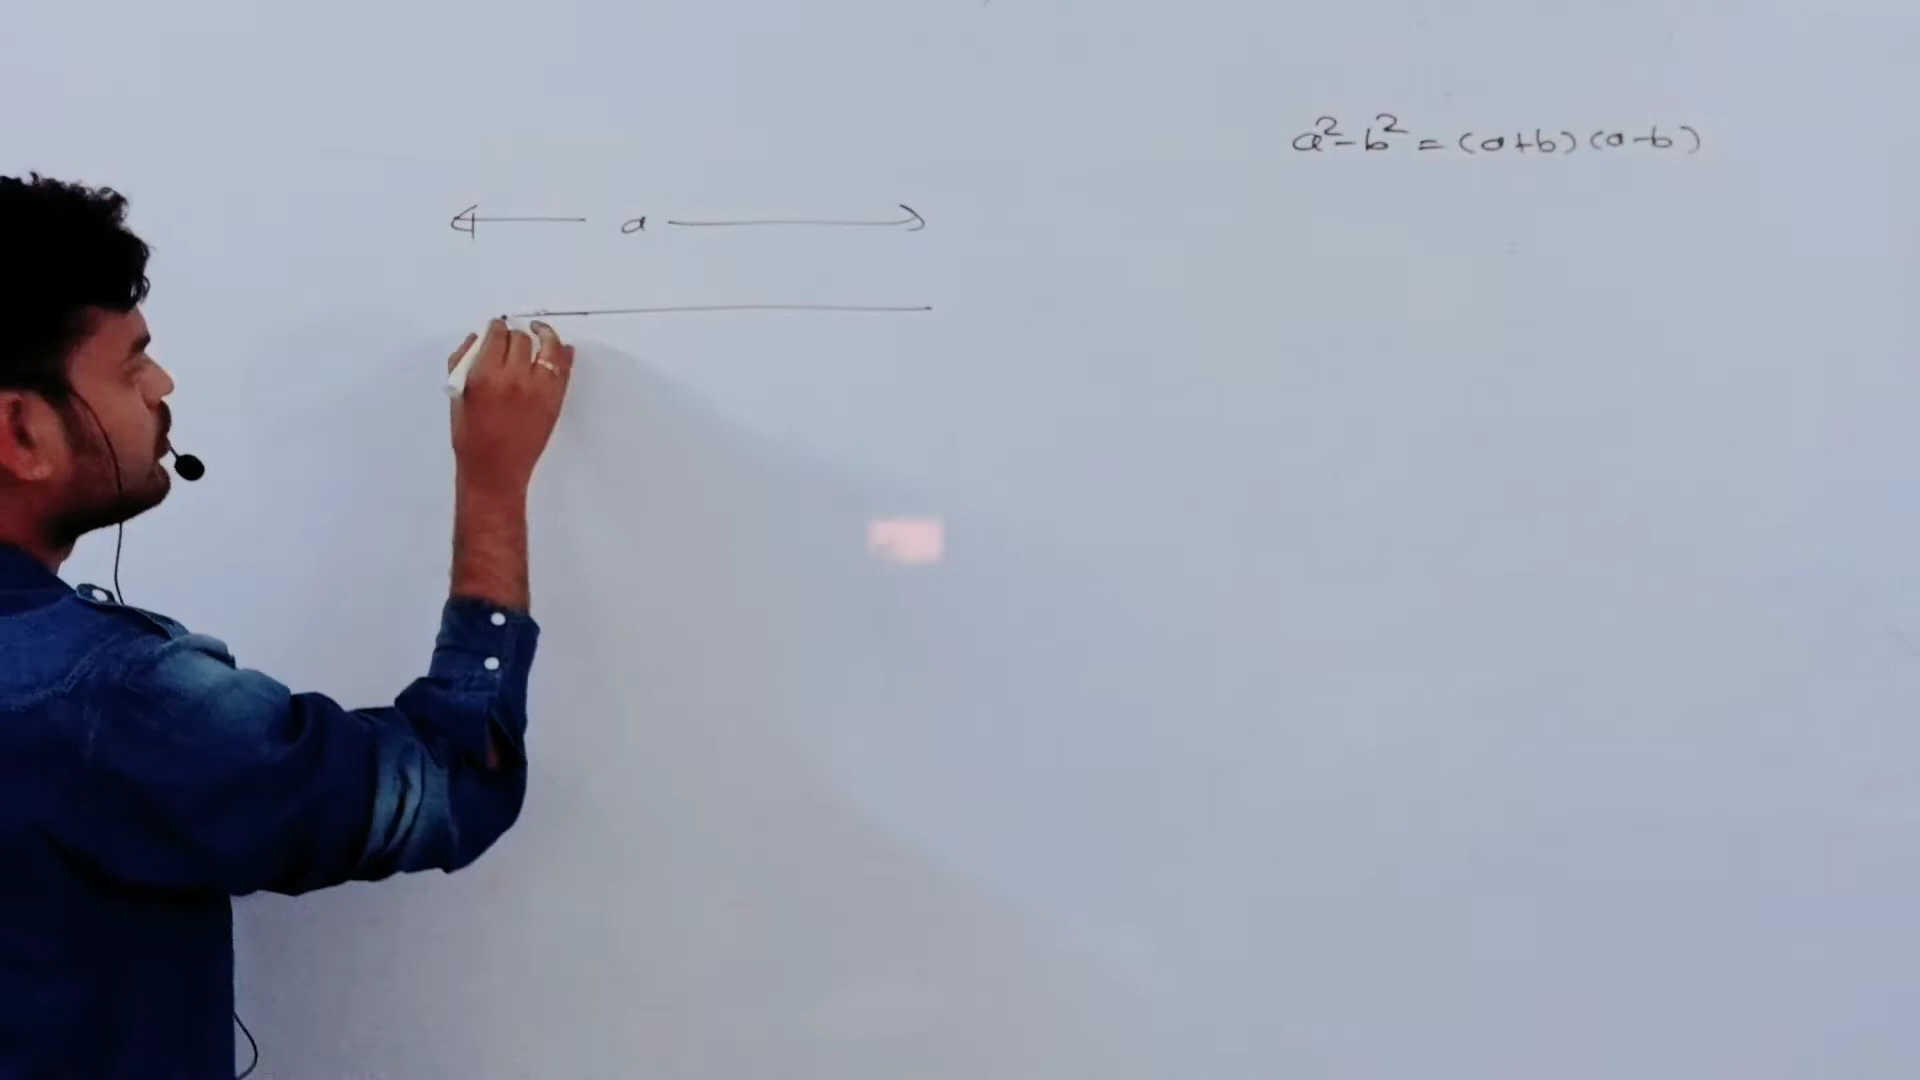 a²-b² = (a+b)(a-b)
a